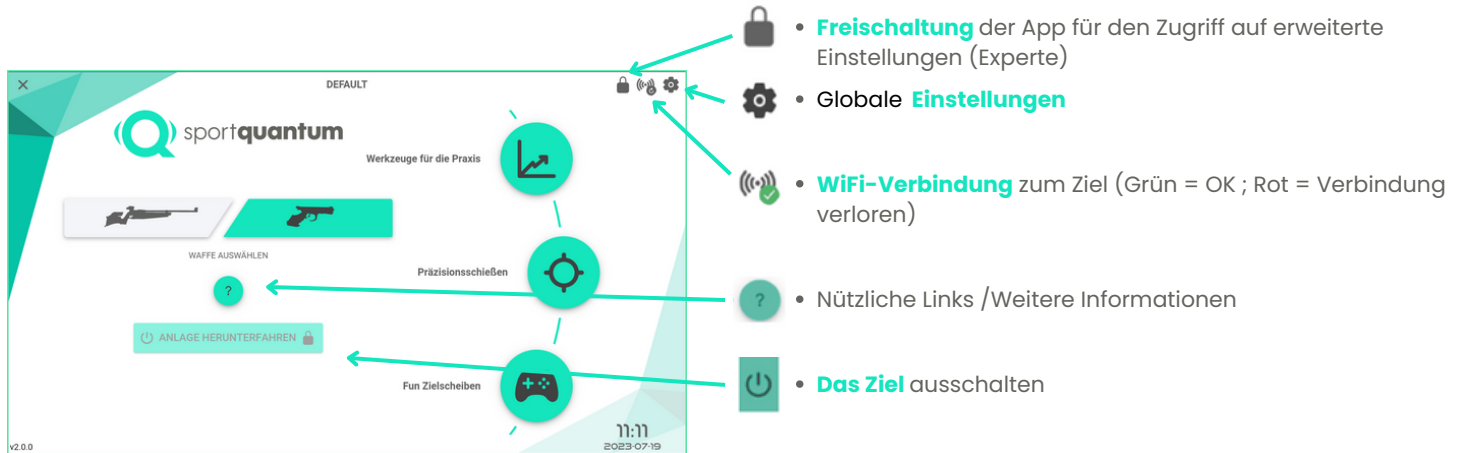 Freischaltung der App für den Zugriff auf erweiterte
Einstellungen (Experte)
Globale Einstellungen
WiFi-Verbindung zum Ziel (Grün = OK ; Rot = Verbindung
verloren)
? Nützliche Links /Weitere Informationen
Das Ziel ausschalten
DEFAULT
sportquantum
Werkzeuge für die Praxis
WAFFE AUSWÄHLEN
Präzisionsschießen
?
ANLAGE HERUNTERFAHREN
Fun Zielscheiben
11:11
2023-07-19
v2.0.0